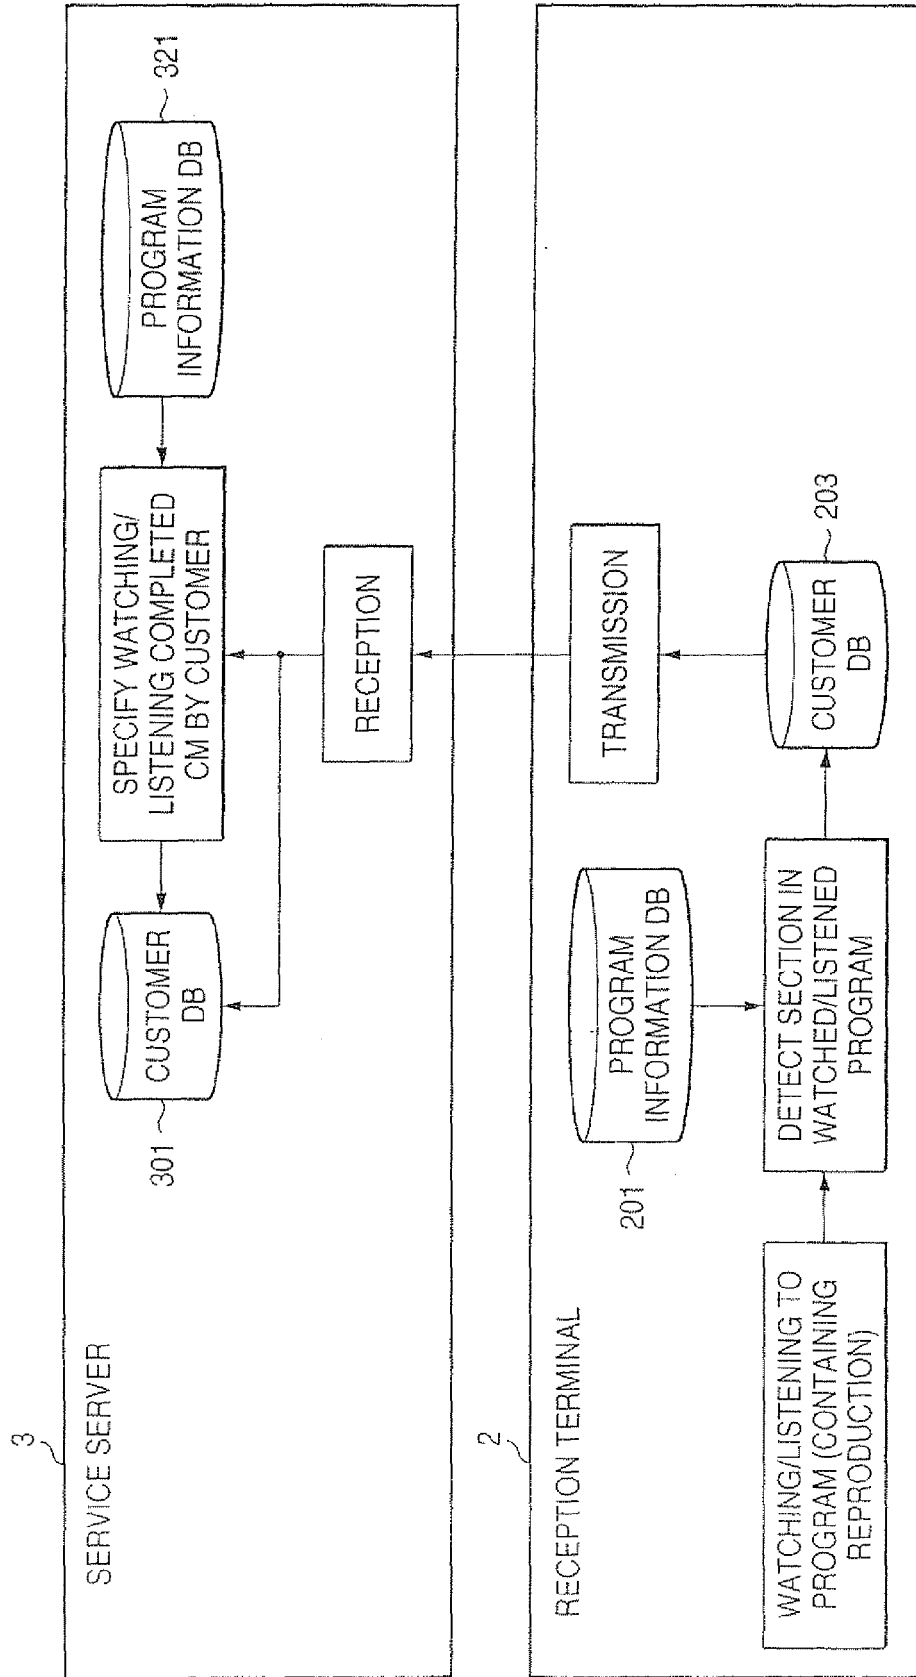 3
SERVICE SERVER
301
CUSTOMER
DB
SPECIFY WATCHING/
LISTENING COMPLETED
CM BY CUSTOMER
PROGRAM
INFORMATION DB
321
RECEPTION
2
RECEPTION TERMINAL
201
PROGRAM
INFORMATION DB
TRANSMISSION
WATCHING/LISTENING TO
PROGRAM (CONTAINING
REPRODUCTION)
DETECT SECTION IN
WATCHED/LISTENED
PROGRAM
CUSTOMER
DB
203